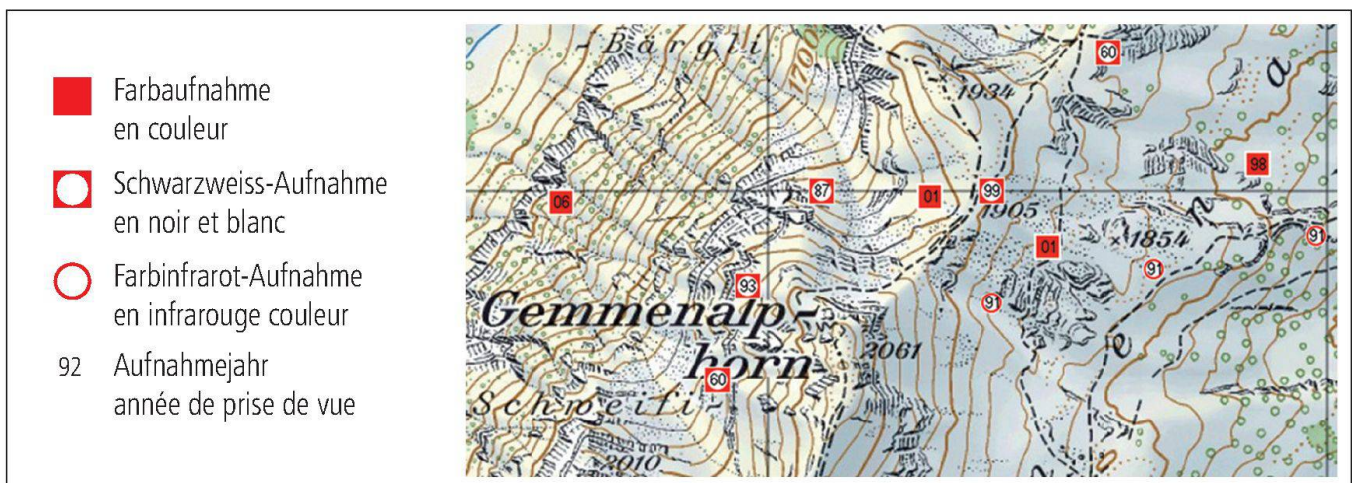 Farbaufnahme
en couleur
Schwarzweiss-Aufnahme
en noir et blanc
Farbinfrarot-Aufnahme
en infrarouge couleur
92 Aufnahmejahr
année de prise de vue
Bärgli
1700
60
1934
98
06
87
01
99
1905
91
01
1854
91
93
91
Gemmenalp-
horn
2061
60
Schweifi
2010
a
n
e